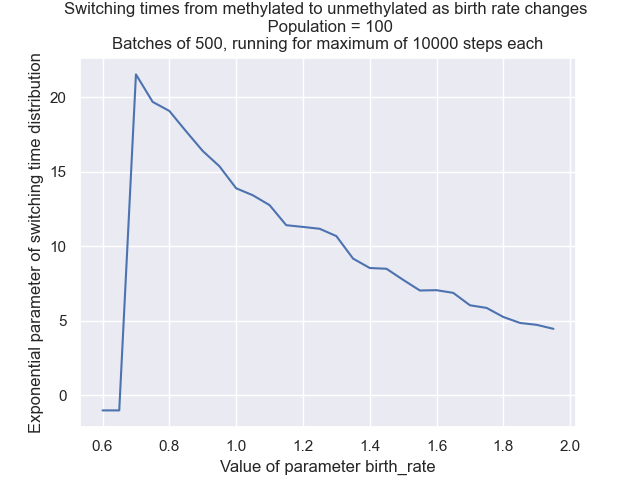 Switching times from methylated to unmethylated as birth rate changes
Population = 100
Batches of 500, running for maximum of 10000 steps each
Exponential parameter of switching time distribution
20
15
10
5
0
0.6 0.8 1.0 1.2 1.4 1.6 1.8 2.0
Value of parameter birth_rate